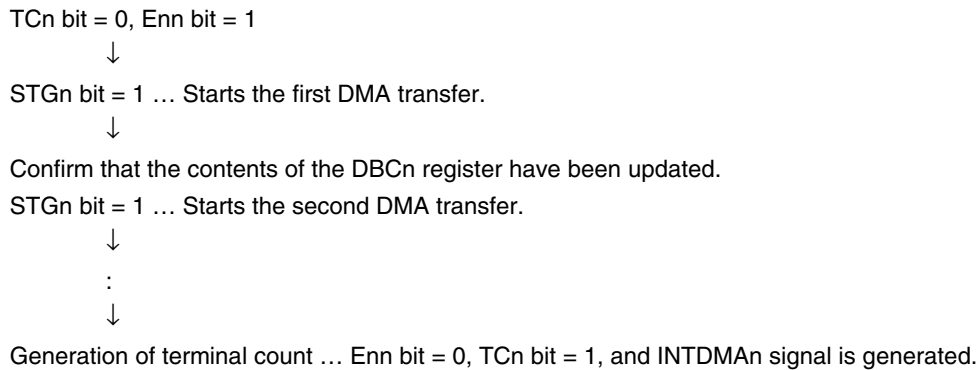 TCn bit = 0, Enn bit = 1
↓
STGn bit = 1 … Starts the first DMA transfer.
↓
Confirm that the contents of the DBCn register have been updated.
STGn bit = 1 … Starts the second DMA transfer.
↓
:
↓
Generation of terminal count … Enn bit = 0, TCn bit = 1, and INTDMAn signal is generated.